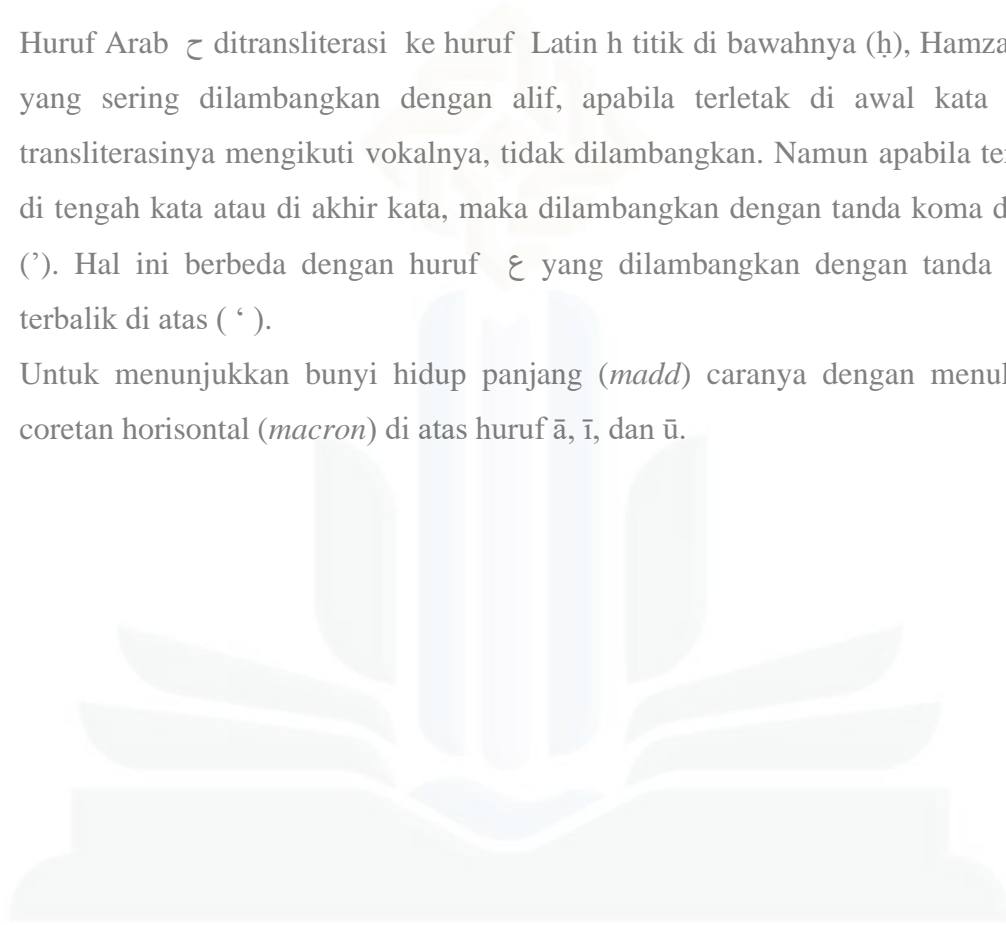 Huruf Arab ح ditransliterasi ke huruf Latin h titik di bawahnya (ḥ), Hamza
yang sering dilambangkan dengan alif, apabila terletak di awal kata
transliterasinya mengikuti vokalnya, tidak dilambangkan. Namun apabila te
di tengah kata atau di akhir kata, maka dilambangkan dengan tanda koma d
(’). Hal ini berbeda dengan huruf ع yang dilambangkan dengan tanda
terbalik di atas ( ‘ ).
Untuk menunjukkan bunyi hidup panjang (madd) caranya dengan menul
coretan horisontal (macron) di atas huruf ā, ī, dan ū.